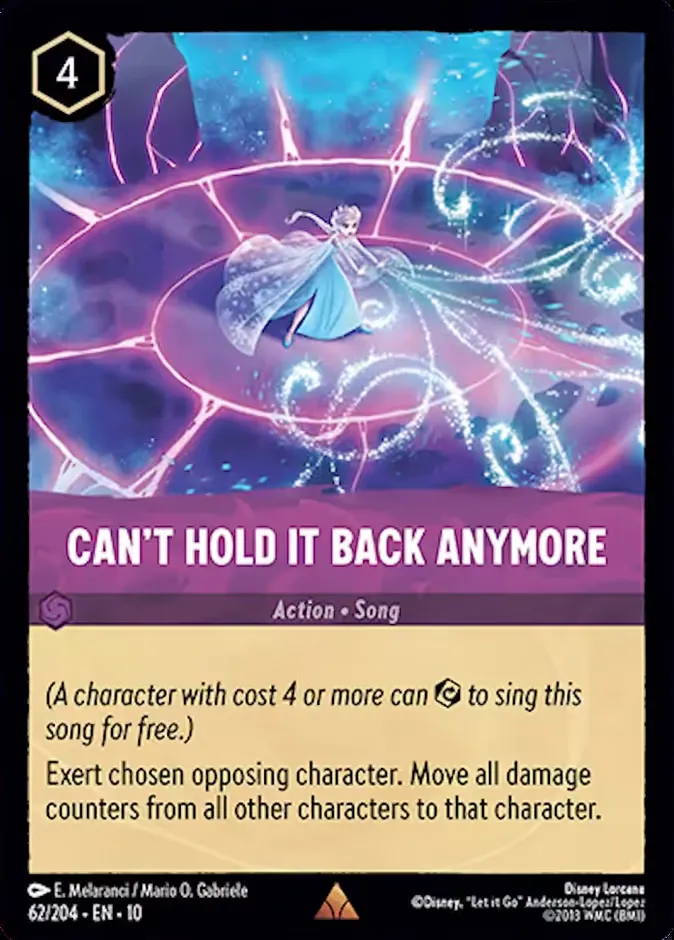 4
CAN'T HOLD IT BACK ANYMORE
Action • Song
(A character with cost 4 or more can to sing this
song for free.)
Exert chosen opposing character. Move all damage
counters from all other characters to that character.
E. Melaranci / Mario O. Gabriele
62/204 • EN • 10
Disney Lorcana
©Disney, "Let it Go" Anderson-Lopez/Lopez
©2013 WMC (BMI)